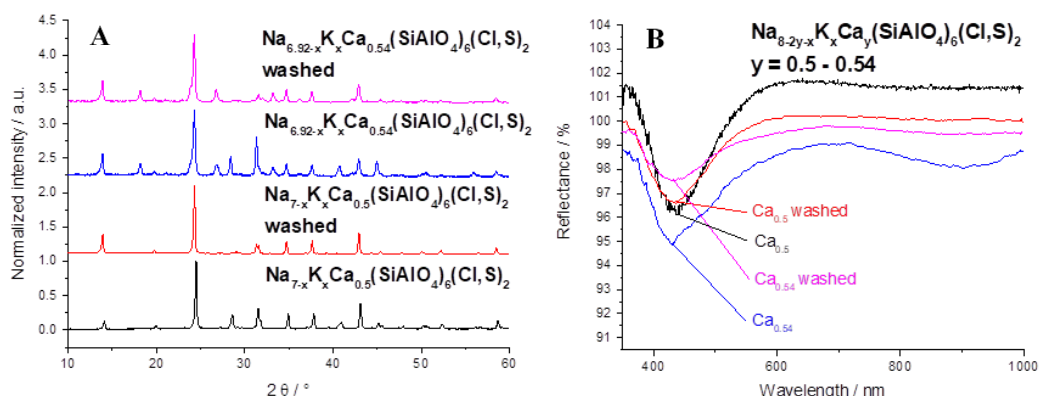 A
Na6.92-xKxCa0.54(SiAlO4)6(Cl,S)2
washed
Na6.92-xKxCa0.54(SiAlO4)6(Cl,S)2
Na7-xKxCa0.5(SiAlO4)6(Cl,S)2
washed
Na7-xKxCa0.5(SiAlO4)6(Cl,S)2
Normalized intensity / a.u.
4.5
4.0
3.5
3.0
2.5
2.0
1.5
1.0
0.5
0.0
10 20 30 40 50 60
2 θ / °
B
Na8-2y-xKxCay(SiAlO4)6(Cl,S)2
y = 0.5 - 0.54
Reflectance / %
104
103
102
101
100
99
98
97
96
95
94
93
92
91
Ca0.5 washed
Ca0.5
Ca0.54 washed
Ca0.54
400 600 800 1000
Wavelength / nm